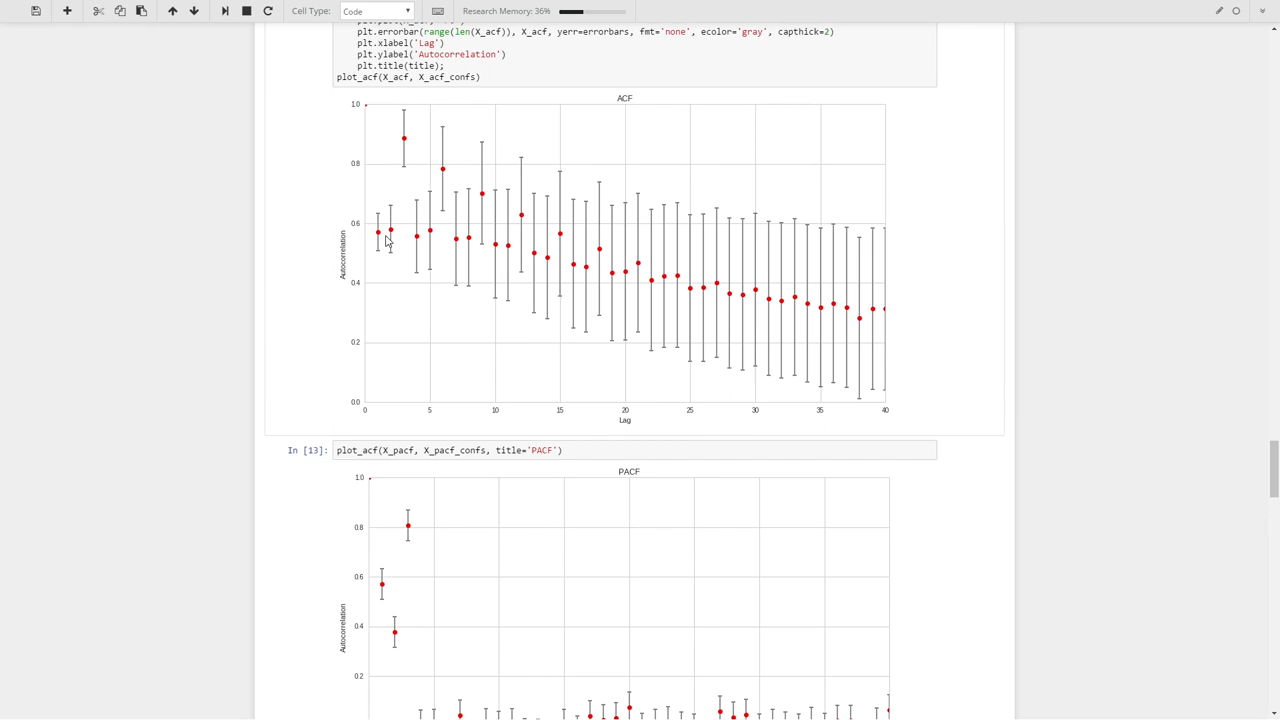 Cell Type: Code Research Memory: 36%
plt.errorbar(range(len(X_acf)), X_acf, yerr=errorbars, fmt='none', ecolor='gray', capthick=2)
plt.xlabel('Lag')
plt.ylabel('Autocorrelation')
plt.title(title);
plot_acf(X_acf, X_acf_confs)
ACF
1.0
0.8
0.6
Autocorrelation
0.4
0.2
0.0
0 5 10 15 20 25 30 35 40
Lag
In [13]: plot_acf(X_pacf, X_pacf_confs, title='PACF')
PACF
1.0
0.8
0.6
Autocorrelation
0.4
0.2